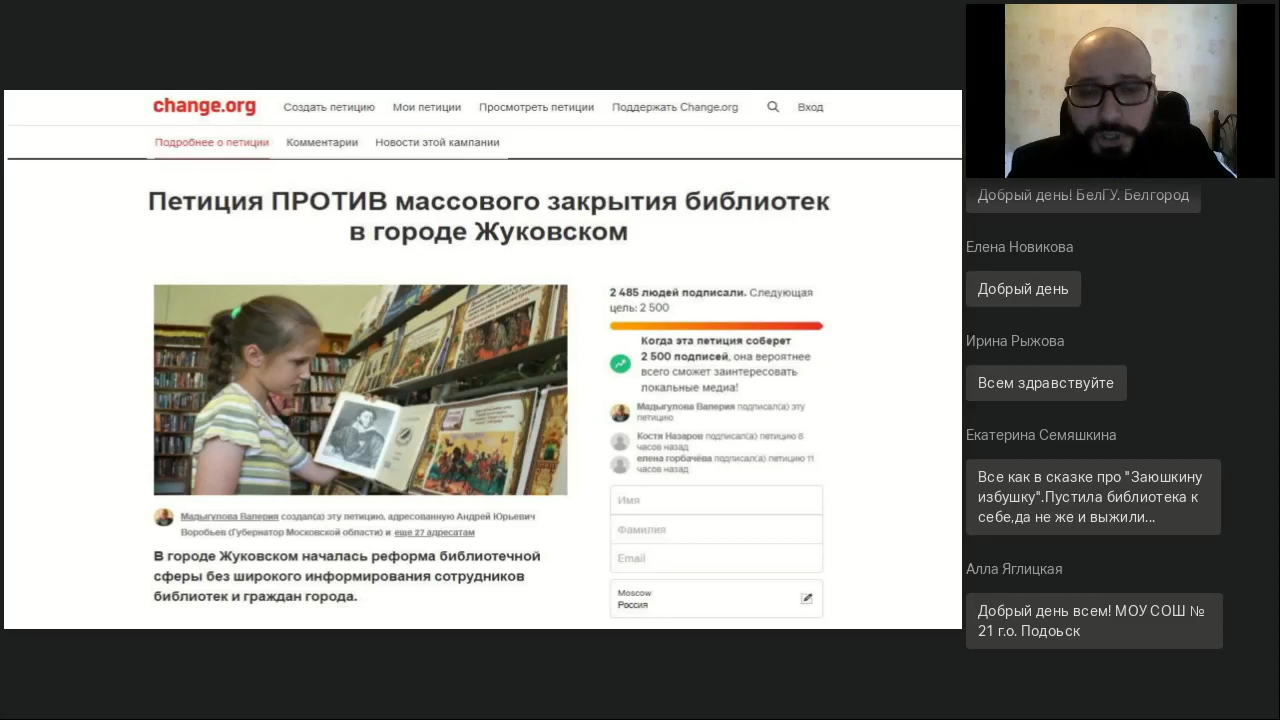 change.org
Создать петицию Мои петиции Просмотреть петиции Поддержать Change.org Вход
Подробнее о петиции Комментарии Новости этой кампании
Петиция ПРОТИВ массового закрытия библиотек
в городе Жуковском
2 485 людей подписали. Следующая
цель: 2 500
Когда эта петиция соберет
2 500 подписей, она вероятнее
всего сможет заинтересовать
локальные медиа!
Мадыгулова Валерия подписал(а) эту
петицию
Костя Назаров подписал(а) петицию 8
часов назад
елена горбачёва подписал(а) петицию 11
часов назад
Имя
Фамилия
Email
Moscow
Россия
Мадыгулова Валерия создал(а) эту петицию, адресованную Андрей Юрьевич
Воробьев (Губернатор Московской области) и еще 27 адресатам
В городе Жуковском началась реформа библиотечной
сферы без широкого информирования сотрудников
библиотек и граждан города.
Добрый день! БелГУ. Белгород
Елена Новикова
Добрый день
Ирина Рыжова
Всем здравствуйте
Екатерина Семяшкина
Все как в сказке про "Заюшкину
избушку".Пустила библиотека к
себе,да не же и выжили...
Алла Яглицкая
Добрый день всем! МОУ СОШ №
21 г.о. Подоьск